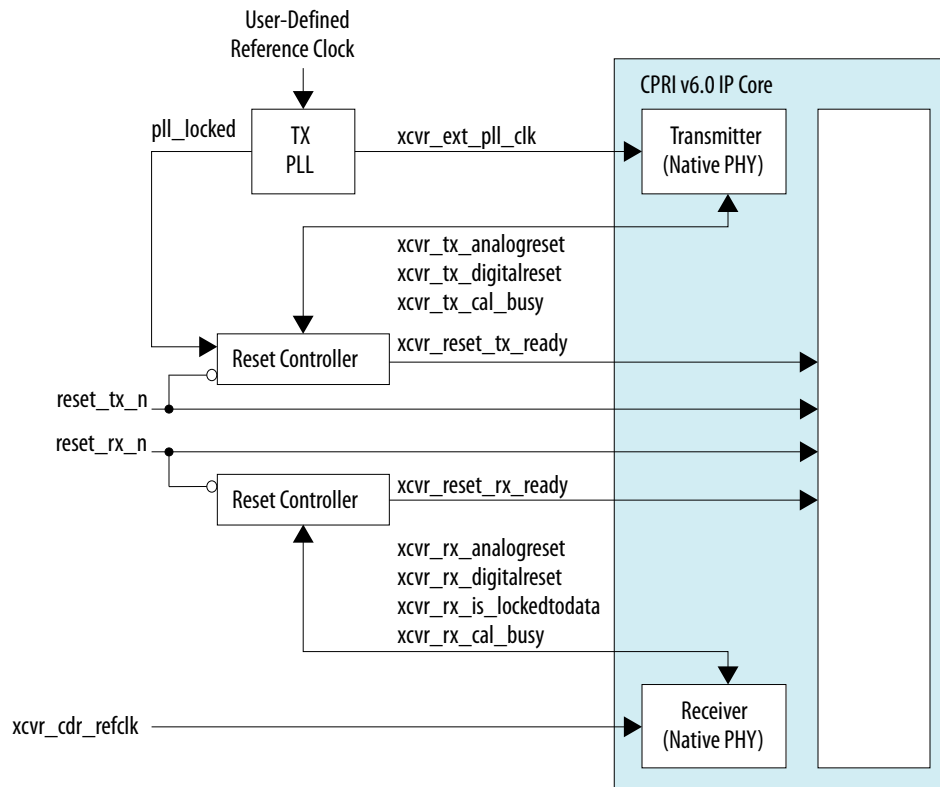 User-Defined
Reference Clock
CPRI v6.0 IP Core
pll_locked
TX
PLL
xcvr_ext_pll_clk
Transmitter
(Native PHY)
xcvr_tx_analogreset
xcvr_tx_digitalreset
xcvr_tx_cal_busy
Reset Controller
xcvr_reset_tx_ready
reset_tx_n
reset_rx_n
Reset Controller
xcvr_reset_rx_ready
xcvr_rx_analogreset
xcvr_rx_digitalreset
xcvr_rx_is_lockedtodata
xcvr_rx_cal_busy
xcvr_cdr_refclk
Receiver
(Native PHY)